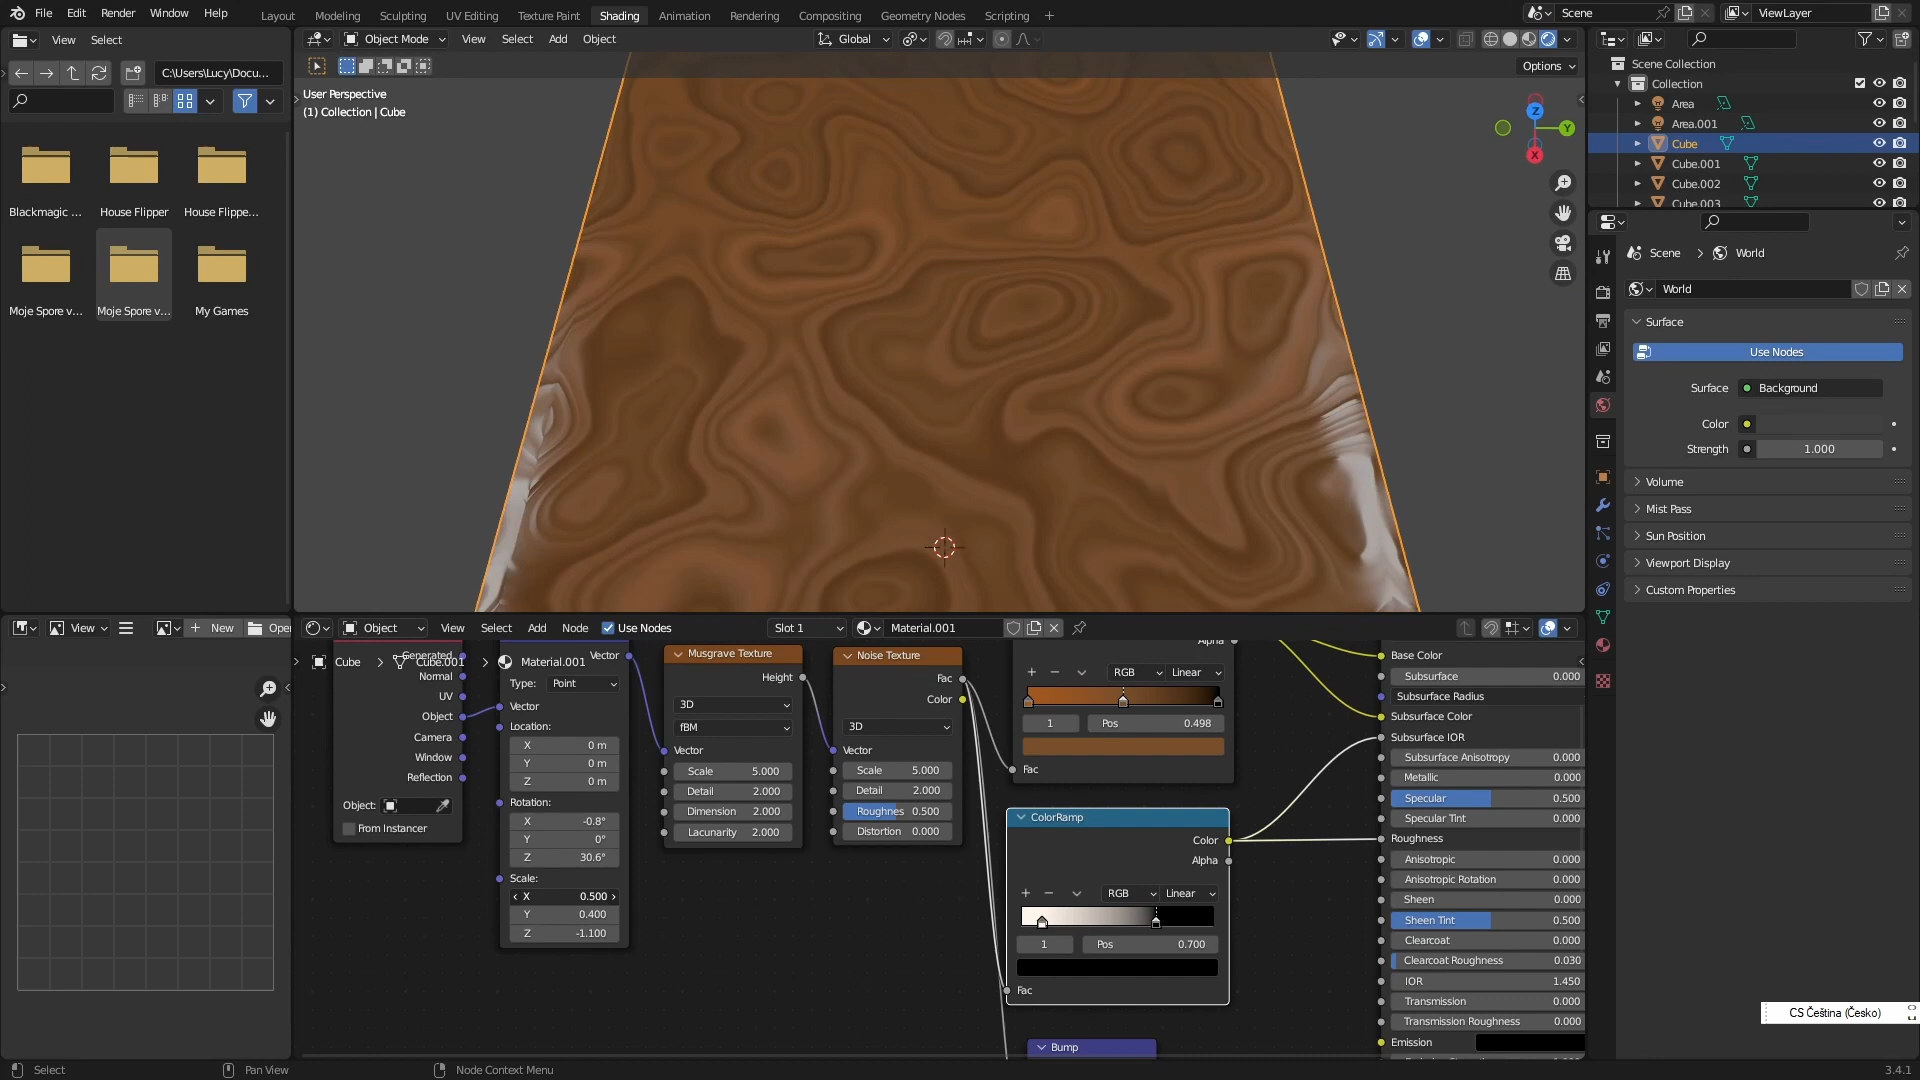 File Edit Render Window Help Layout Modeling Sculpting UV Editing Texture Paint Shading Animation Rendering Compositing Geometry Nodes Scripting + Scene ViewLayer
View Select
C:\Users\Lucy\Docu...
Blackmagic ... House Flipper House Flippe...
Moje Spore v... Moje Spore v... My Games
Object Mode View Select Add Object Global
Options
User Perspective
(1) Collection | Cube
Z
Y
X
Scene Collection
Collection
Area
Area.001
Cube
Cube.001
Cube.002
Cube.003
Scene > World
World
Surface
Use Nodes
Surface Background
Color
Strength 1.000
Volume
Mist Pass
Sun Position
Viewport Display
Custom Properties
View + New Open
Object View Select Add Node Use Nodes Slot 1 Material.001
Cube > Cube.001 > Material.001
Generated
Normal
UV
Object
Camera
Window
Reflection
Object:
From Instancer
Vector
Type: Point
Vector
Location:
X 0 m
Y 0 m
Z 0 m
Rotation:
X -0.8°
Y 0°
Z 30.6°
Scale:
X 0.500
Y 0.400
Z -1.100
Musgrave Texture
Height
3D
fBM
Vector
Scale 5.000
Detail 2.000
Dimension 2.000
Lacunarity 2.000
Noise Texture
Fac
Color
3D
Vector
Scale 5.000
Detail 2.000
Roughnes 0.500
Distortion 0.000
Alpha
+ − RGB Linear
1 Pos 0.498
Fac
ColorRamp
Color
Alpha
+ − RGB Linear
1 Pos 0.700
Fac
Bump
Base Color
Subsurface 0.000
Subsurface Radius
Subsurface Color
Subsurface IOR
Subsurface Anisotropy 0.000
Metallic 0.000
Specular 0.500
Specular Tint 0.000
Roughness
Anisotropic 0.000
Anisotropic Rotation 0.000
Sheen 0.000
Sheen Tint 0.500
Clearcoat 0.000
Clearcoat Roughness 0.030
IOR 1.450
Transmission 0.000
Transmission Roughness 0.000
Emission
CS Čeština (Česko)
Select Pan View Node Context Menu 3.4.1